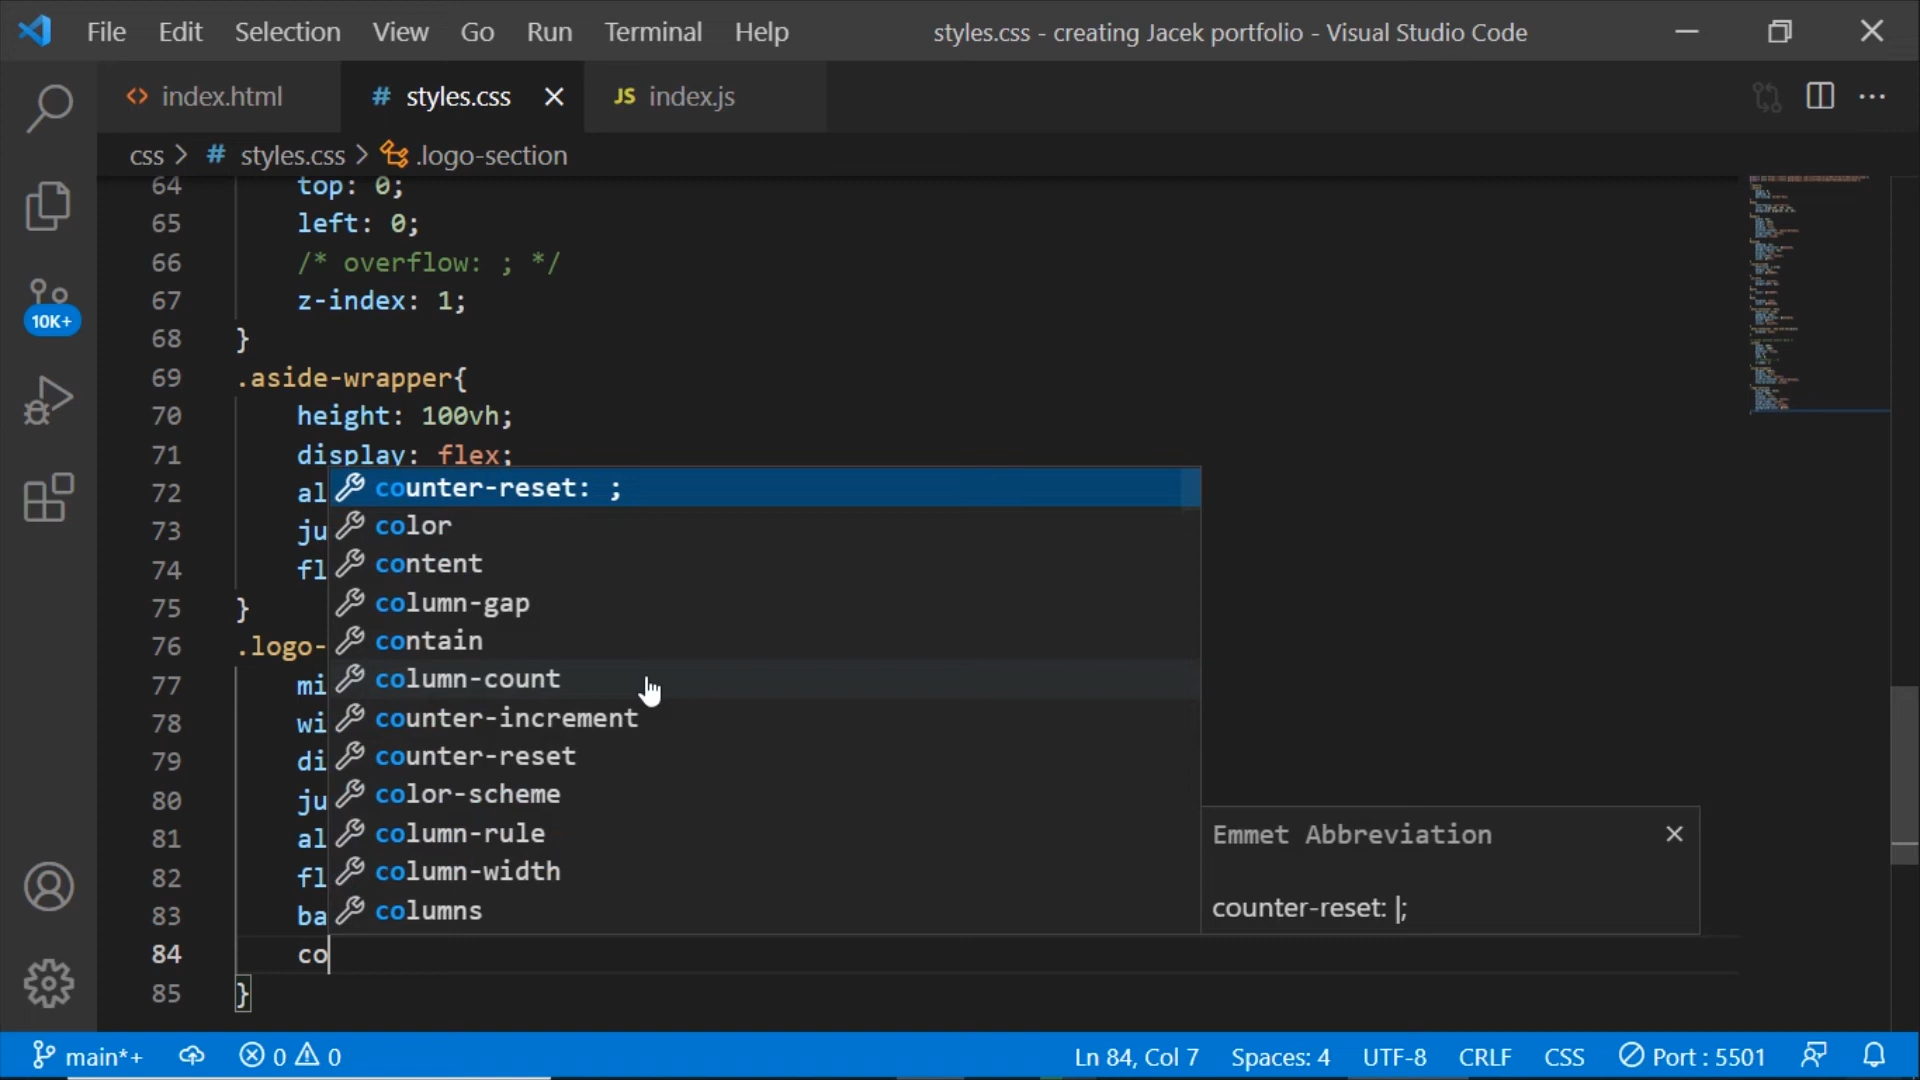 File Edit Selection View Go Run Terminal Help styles.css - creating Jacek portfolio - Visual Studio Code
<> index.html # styles.css JS index.js
css > # styles.css > .logo-section
10K+
64 top: 0;
65 left: 0;
66 /* overflow: ; */
67 z-index: 1;
68 }
69 .aside-wrapper{
70 height: 100vh;
71 display: flex;
72 al
73 ju
74 fl
75 }
76 .logo-
77 mi
78 wi
79 di
80 ju
81 al
82 fl
83 ba
84 co
85 }
counter-reset: ;
color
content
column-gap
contain
column-count
counter-increment
counter-reset
color-scheme
column-rule
column-width
columns
Emmet Abbreviation
counter-reset: |;
main*+ 0 0 Ln 84, Col 7 Spaces: 4 UTF-8 CRLF CSS Port : 5501